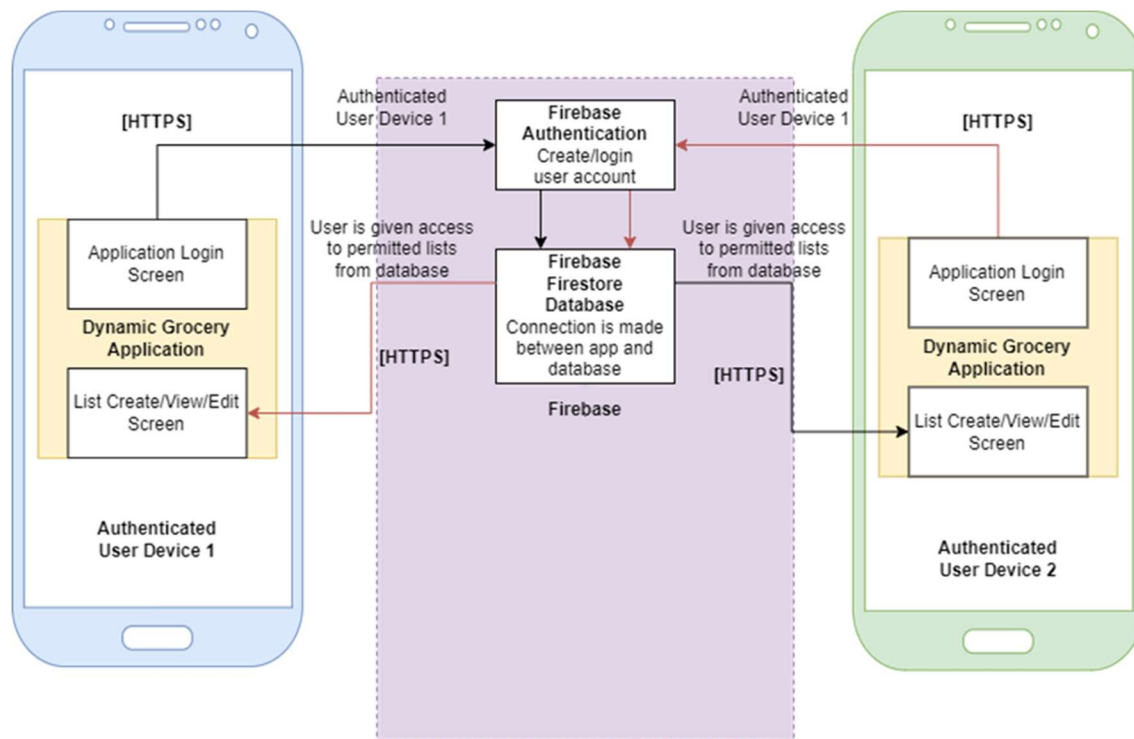 [HTTPS]
Application Login
Screen
Dynamic Grocery
Application
List Create/View/Edit
Screen
Authenticated
User Device 1
Authenticated
User Device 1
User is given access
to permitted lists
from database
[HTTPS]
Firebase
Authentication
Create/login
user account
Firebase
Firestore
Database
Connection is made
between app and
database
Firebase
Authenticated
User Device 1
User is given access
to permitted lists
from database
[HTTPS]
[HTTPS]
Application Login
Screen
Dynamic Grocery
Application
List Create/View/Edit
Screen
Authenticated
User Device 2